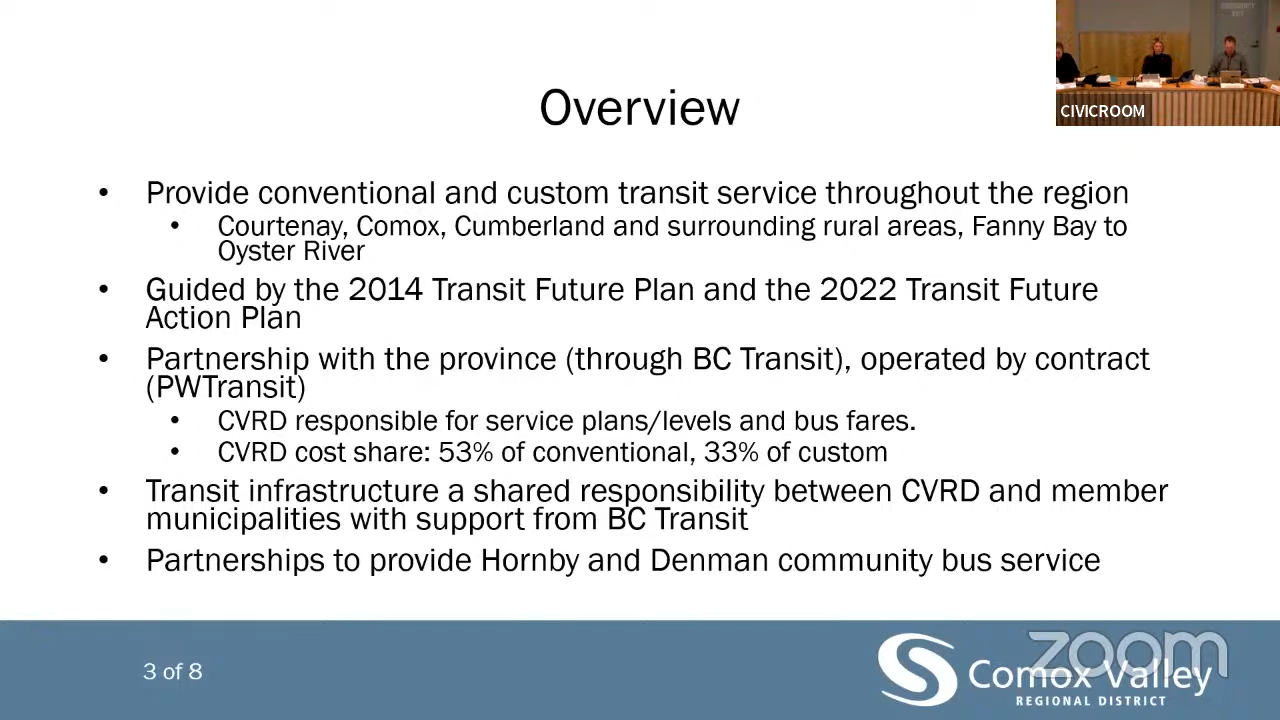 Overview
CIVICROOM
• Provide conventional and custom transit service throughout the region
• Courtenay, Comox, Cumberland and surrounding rural areas, Fanny Bay to
Oyster River
• Guided by the 2014 Transit Future Plan and the 2022 Transit Future
Action Plan
• Partnership with the province (through BC Transit), operated by contract
(PWTransit)
• CVRD responsible for service plans/levels and bus fares.
• CVRD cost share: 53% of conventional, 33% of custom
• Transit infrastructure a shared responsibility between CVRD and member
municipalities with support from BC Transit
• Partnerships to provide Hornby and Denman community bus service
3 of 8
zoom
Comox Valley
REGIONAL DISTRICT